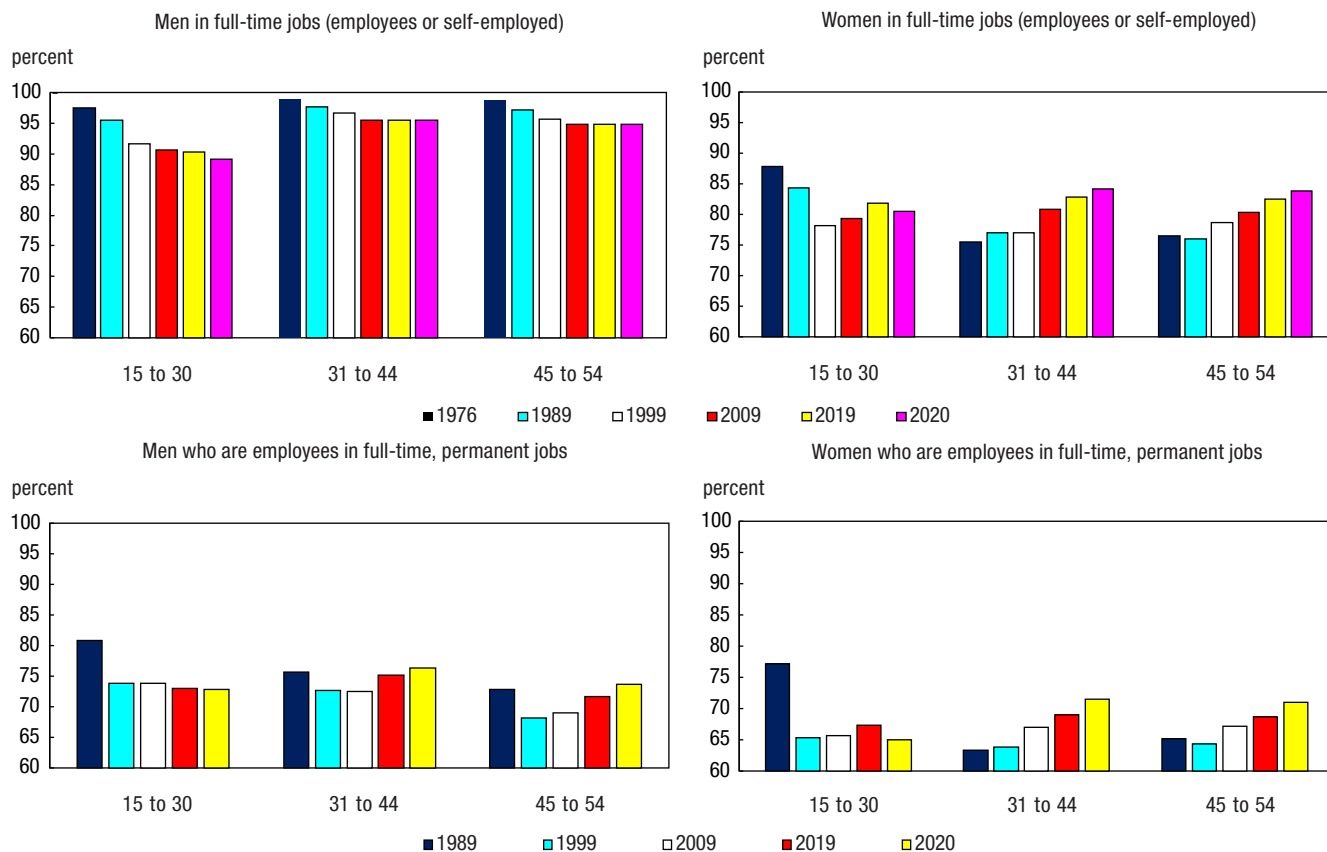 Men in full-time jobs (employees or self-employed)
percent
100
95
90
85
80
75
70
65
60
15 to 30 31 to 44 45 to 54
Women in full-time jobs (employees or self-employed)
percent
100
95
90
85
80
75
70
65
60
15 to 30 31 to 44 45 to 54
1976 1989 1999 2009 2019 2020
Men who are employees in full-time, permanent jobs
percent
100
95
90
85
80
75
70
65
60
15 to 30 31 to 44 45 to 54
Women who are employees in full-time, permanent jobs
percent
100
95
90
85
80
75
70
65
60
15 to 30 31 to 44 45 to 54
1989 1999 2009 2019 2020